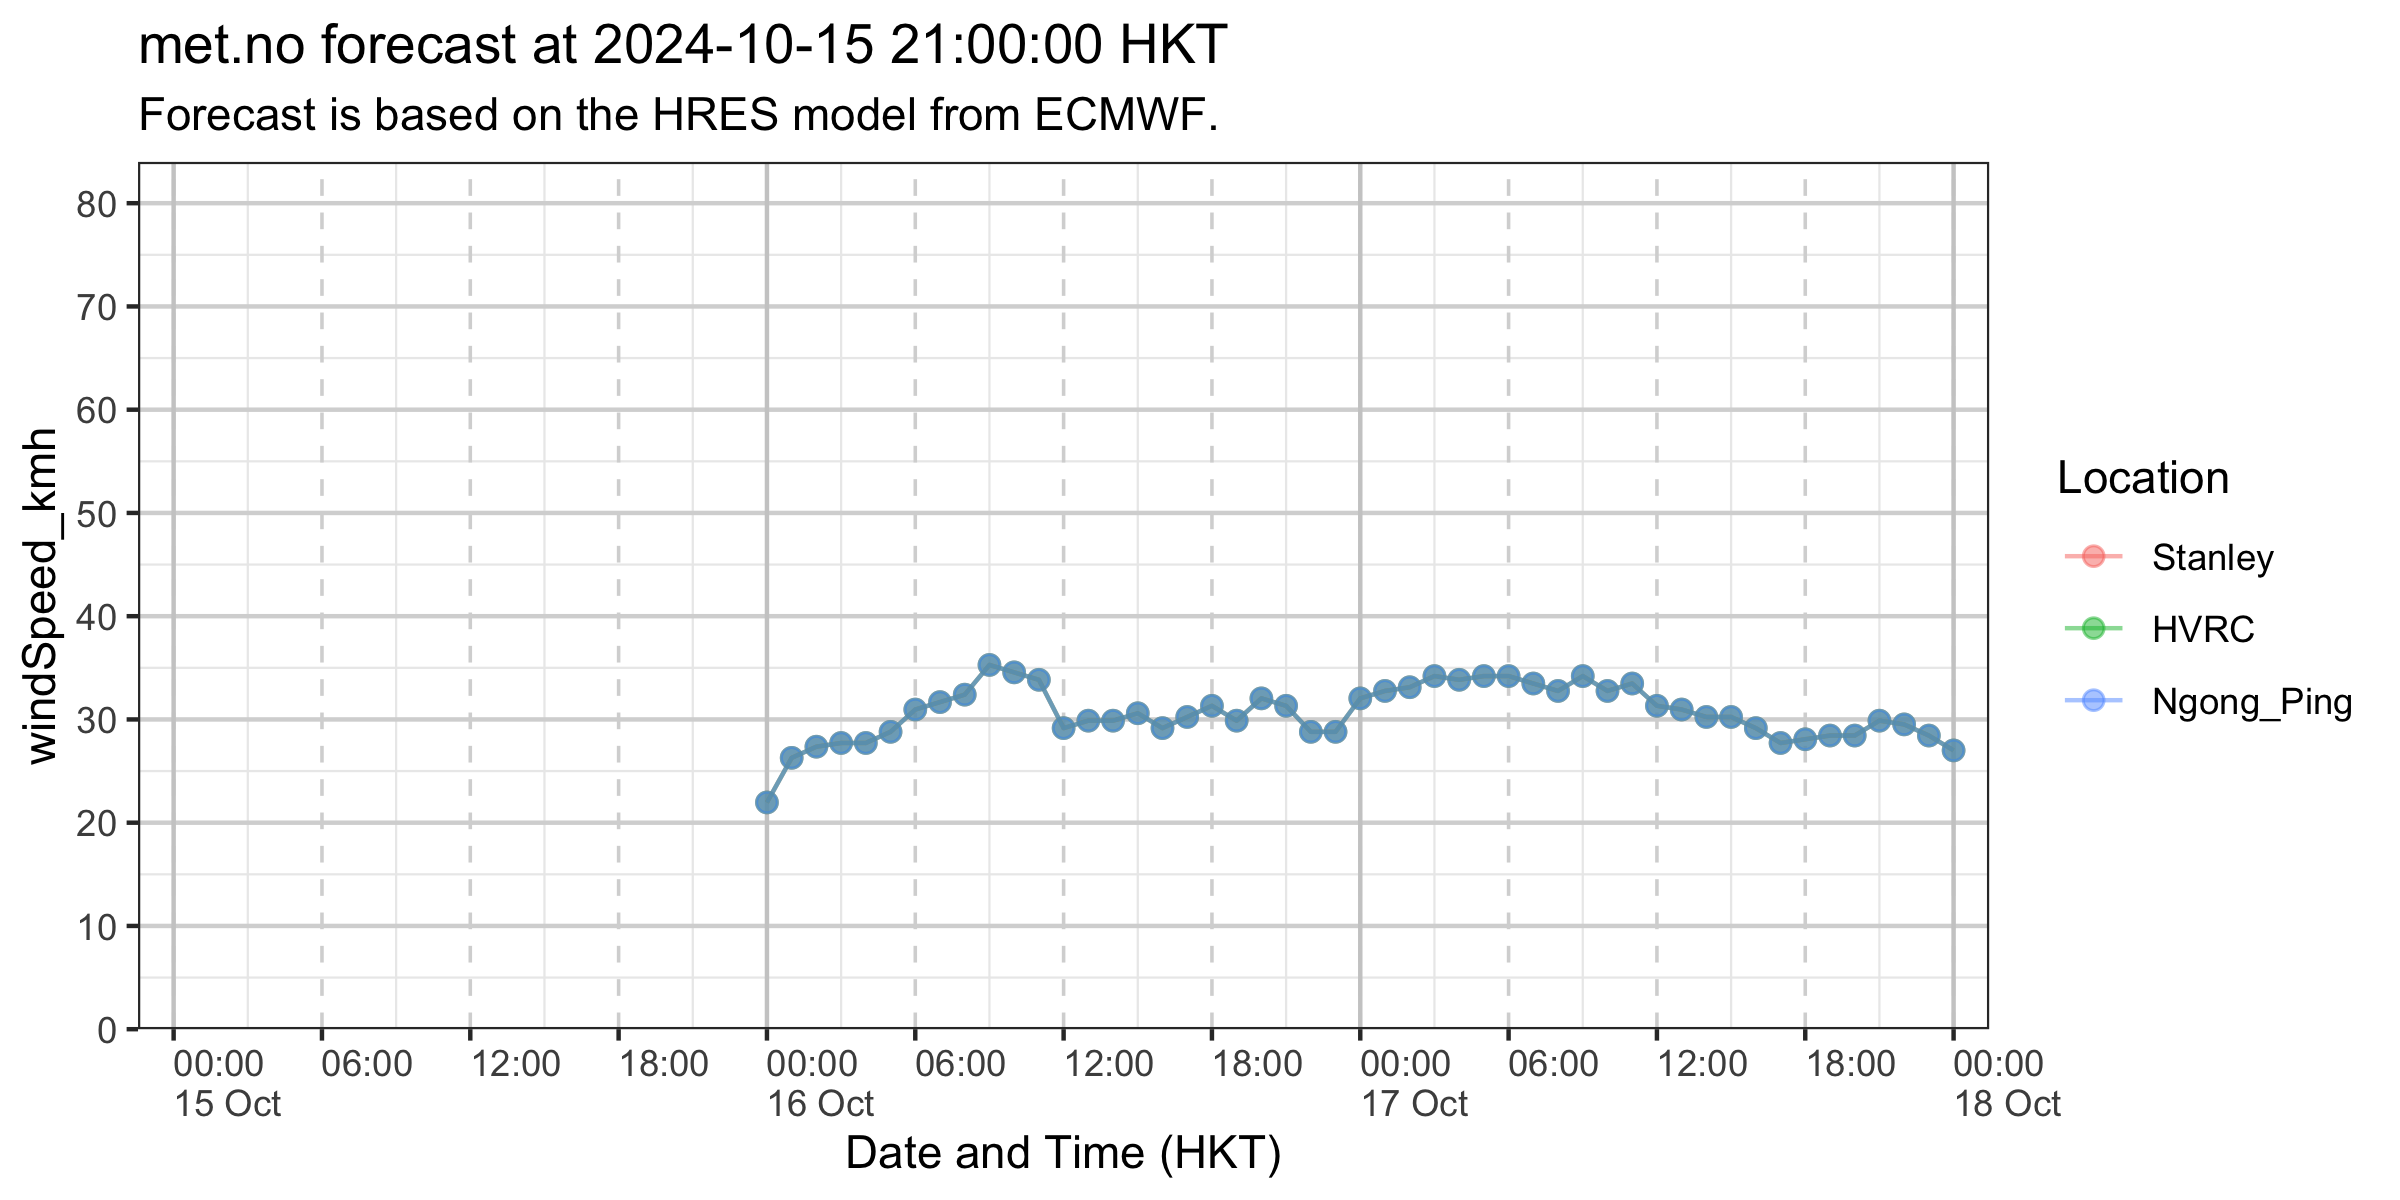 met.no forecast at 2024-10-15 21:00:00 HKT
Forecast is based on the HRES model from ECMWF.
windSpeed_kmh
80
70
60
50
40
30
20
10
0
00:00 06:00 12:00 18:00 00:00 06:00 12:00 18:00 00:00 06:00 12:00 18:00 00:00
15 Oct 16 Oct 17 Oct 18 Oct
Date and Time (HKT)
Location
Stanley
HVRC
Ngong_Ping